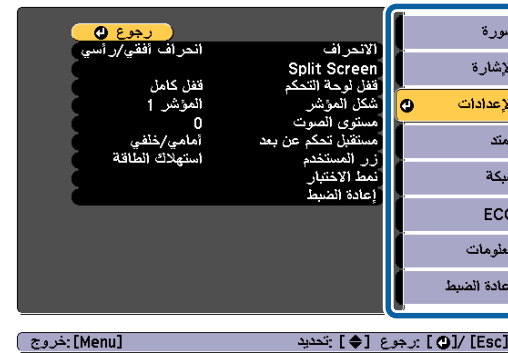 رجوع
الانحراف انحراف أفقي/رأسي
Split Screen
قفل لوحة التحكم قفل كامل
شكل المؤشر المؤشر 1
مستوى الصوت 0
مستقبل تحكم عن بعد أمامي/خلفي
زر المستخدم استهلاك الطاقة
نمط الاختبار
إعادة الضبط
الإشارة
الإعدادات
معلومات
إعادة الضبط
[Esc]/ [ ] :رجوع [ ] :تحديد [Menu]:خروج